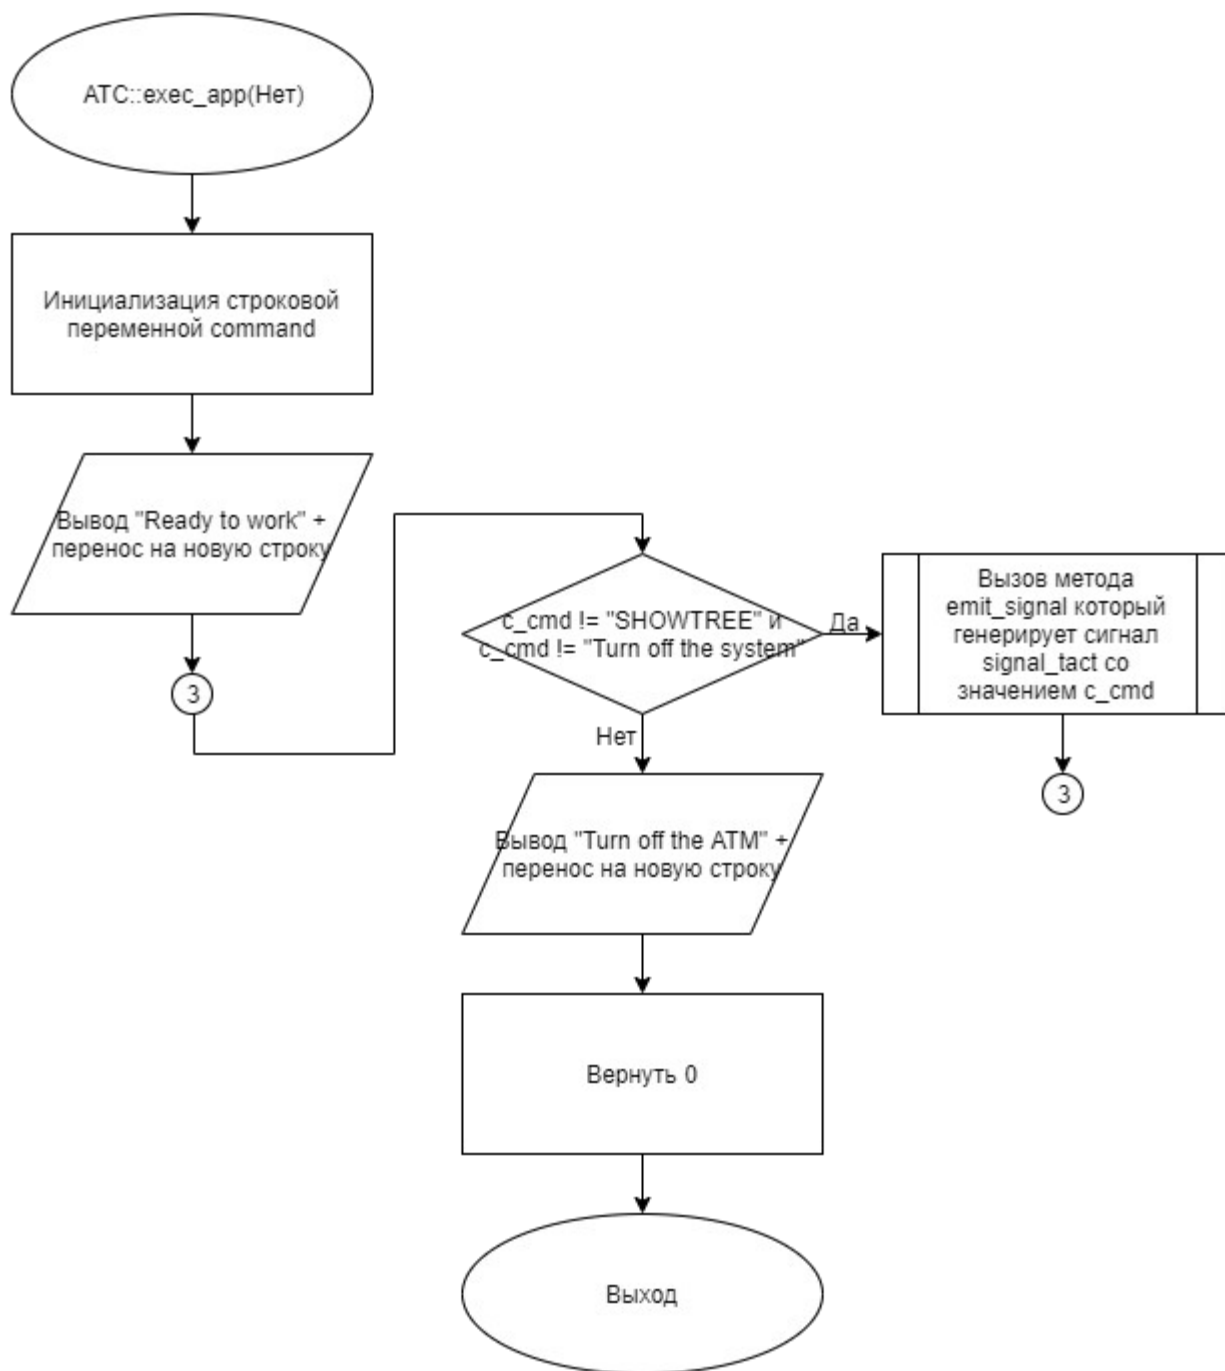 ATC::exec_app(Нет)
Инициализация строковой
переменной command
Вывод "Ready to work" +
перенос на новую строку
3
c_cmd != "SHOWTREE" и
c_cmd != "Turn off the system"
Да
Вызов метода
emit_signal который
генерирует сигнал
signal_tact со
значением c_cmd
3
Нет
Вывод "Turn off the ATM" +
перенос на новую строку
Вернуть 0
Выход